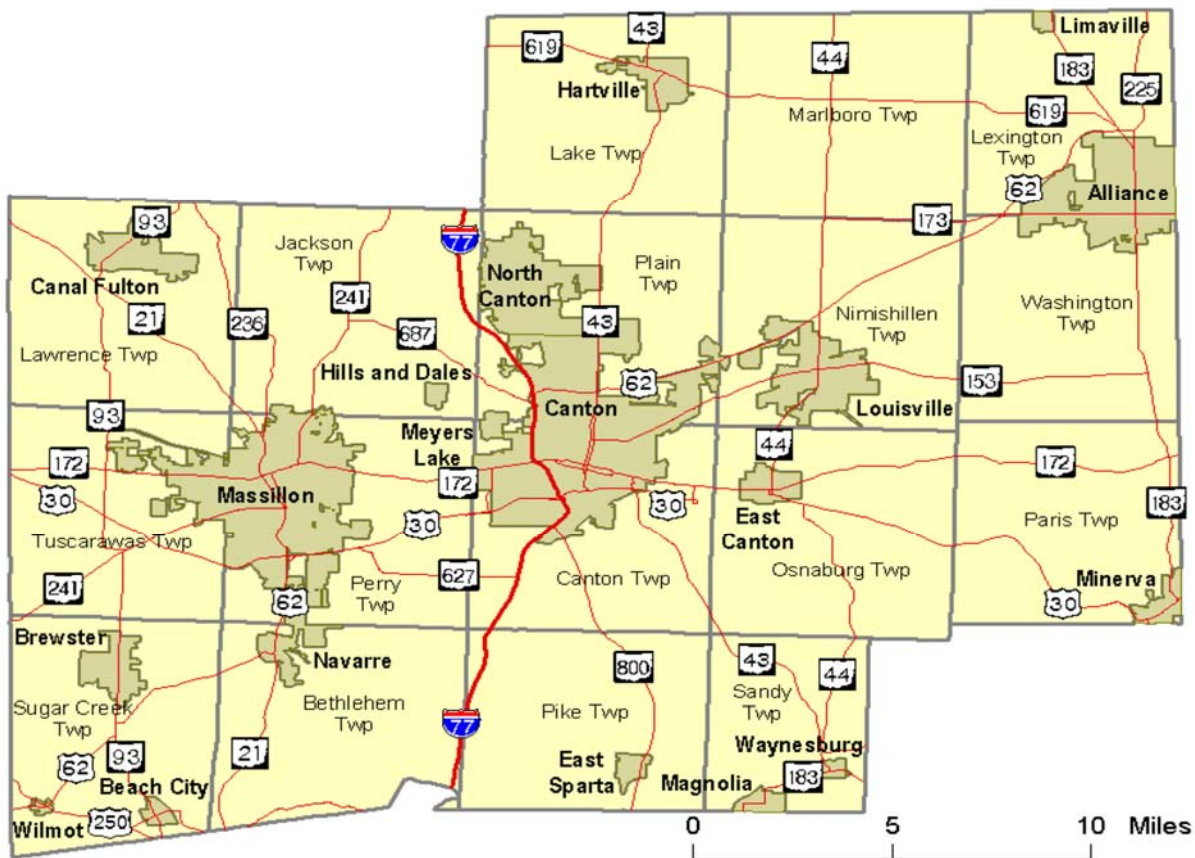 43
Limaville
619
44
183
225
Hartville
619
Marlboro Twp
Lexington
Twp
Lake Twp
62
Alliance
93
173
77
Jackson
Twp
North
Canton
Plain
Twp
Canal Fulton
241
Washington
Twp
21
236
687
43
Nimishillen
Twp
Lawrence Twp
Hills and Dales
62
153
93
Canton
Louisville
Meyers
Lake
44
172
172
172
30
Massillon
30
30
East
Canton
Paris Twp
183
Tuscarawas Twp
241
Perry
Twp
627
Canton Twp
Osnaburg Twp
Minerva
30
62
Brewster
Navarre
43
44
800
Sugar Creek
Twp
Bethlehem
Twp
77
Pike Twp
Sandy
Twp
62
93
21
East
Sparta
Waynesburg
Beach City
Magnolia
183
Wilmot
250
0 5 10 Miles